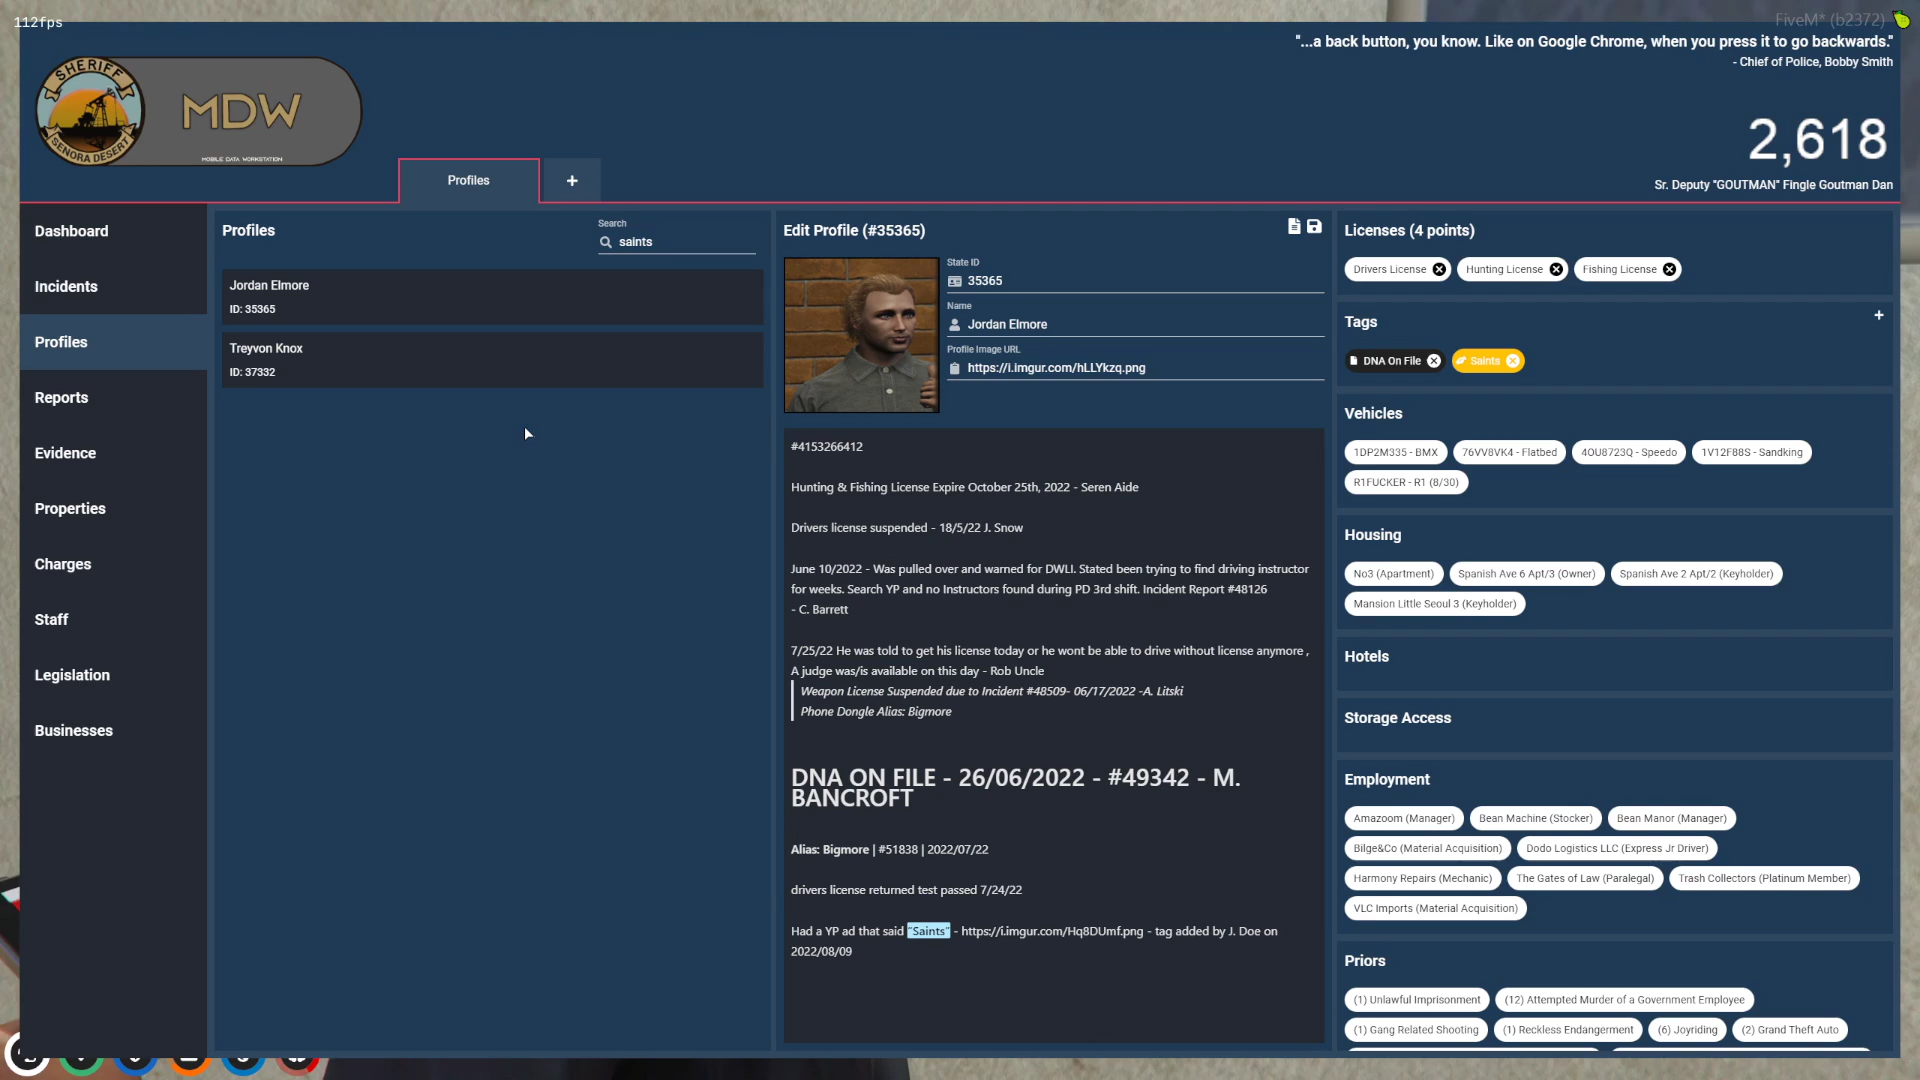 112fps
FiveM* (b2372)
"...a back button, you know. Like on Google Chrome, when you press it to go backwards."
- Chief of Police, Bobby Smith
SHERIFF
SENORA DESERT
MDW
MOBILE DATA WORKSTATION
2,618
Sr. Deputy "GOUTMAN" Fingle Goutman Dan
Profiles
+
Dashboard
Incidents
Profiles
Reports
Evidence
Properties
Charges
Staff
Legislation
Businesses
Profiles
Search
saints
Jordan Elmore
ID: 35365
Treyvon Knox
ID: 37332
Edit Profile (#35365)
State ID
35365
Name
Jordan Elmore
Profile Image URL
https://i.imgur.com/hLLYkzq.png
#4153266412
Hunting & Fishing License Expire October 25th, 2022 - Seren Aide
Drivers license suspended - 18/5/22 J. Snow
June 10/2022 - Was pulled over and warned for DWLI. Stated been trying to find driving instructor
for weeks. Search YP and no Instructors found during PD 3rd shift. Incident Report #48126
- C. Barrett
7/25/22 He was told to get his license today or he wont be able to drive without license anymore ,
A judge was/is available on this day - Rob Uncle
Weapon License Suspended due to Incident #48509- 06/17/2022 -A. Litski
Phone Dongle Alias: Bigmore
DNA ON FILE - 26/06/2022 - #49342 - M.
BANCROFT
Alias: Bigmore | #51838 | 2022/07/22
drivers license returned test passed 7/24/22
Had a YP ad that said "Saints" - https://i.imgur.com/Hq8DUmf.png - tag added by J. Doe on
2022/08/09
Licenses (4 points)
Drivers License Hunting License Fishing License
Tags
+
DNA On File Saints
Vehicles
1DP2M335 - BMX 76VV8VK4 - Flatbed 4OU8723Q - Speedo 1V12F88S - Sandking
R1FUCKER - R1 (8/30)
Housing
No3 (Apartment) Spanish Ave 6 Apt/3 (Owner) Spanish Ave 2 Apt/2 (Keyholder)
Mansion Little Seoul 3 (Keyholder)
Hotels
Storage Access
Employment
Amazoom (Manager) Bean Machine (Stocker) Bean Manor (Manager)
Bilge&Co (Material Acquisition) Dodo Logistics LLC (Express Jr Driver)
Harmony Repairs (Mechanic) The Gates of Law (Paralegal) Trash Collectors (Platinum Member)
VLC Imports (Material Acquisition)
Priors
(1) Unlawful Imprisonment (12) Attempted Murder of a Government Employee
(1) Gang Related Shooting (1) Reckless Endangerment (6) Joyriding (2) Grand Theft Auto